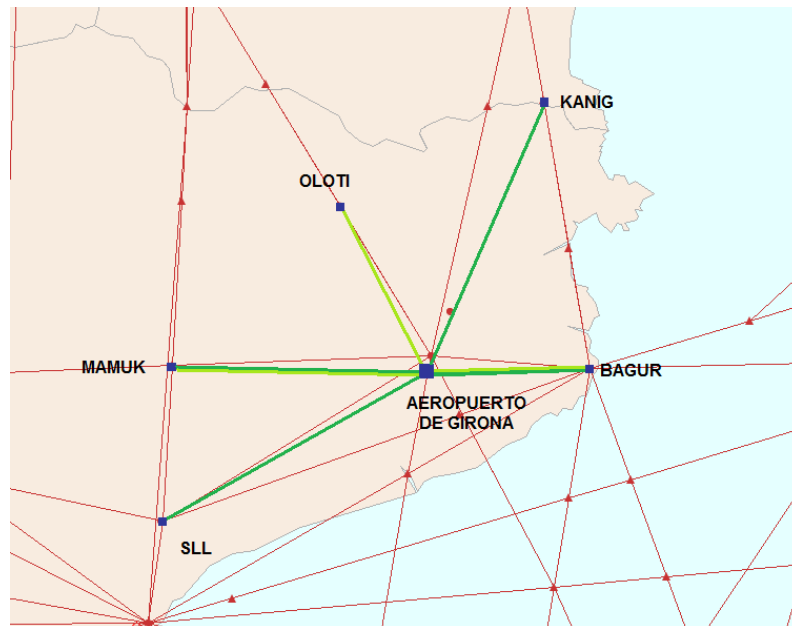 KANIG
OLOTI
MAMUK
BAGUR
AEROPUERTO
DE GIRONA
SLL